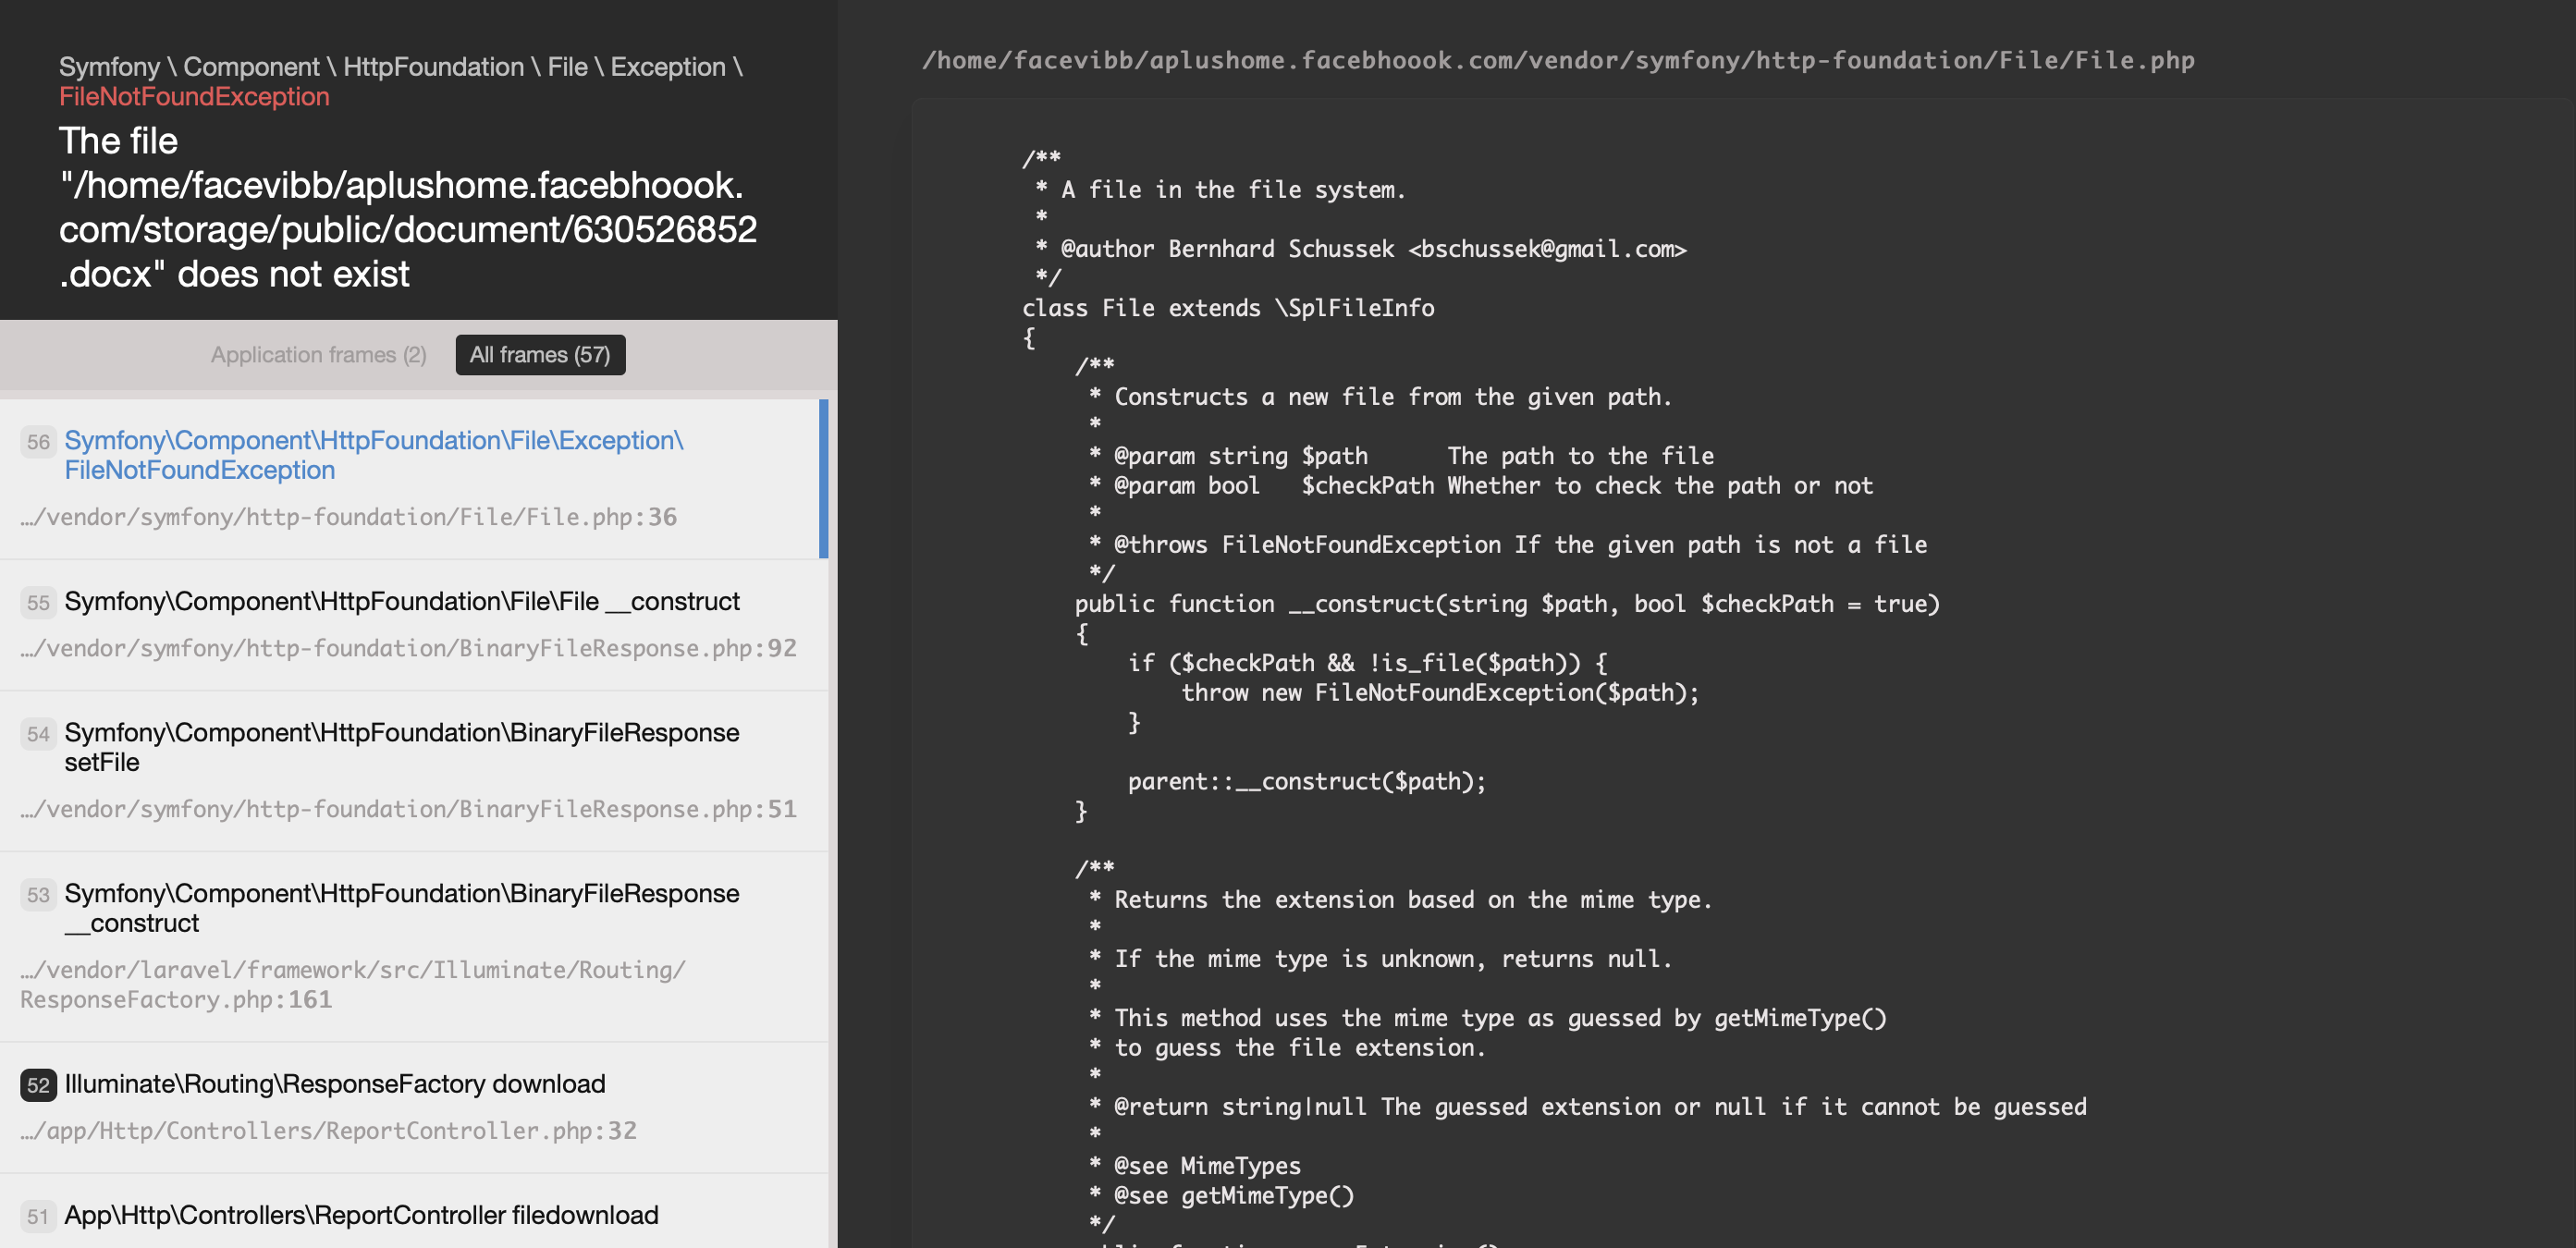 Symfony \ Component \ HttpFoundation \ File \ Exception \
FileNotFoundException
The file
"/home/facevibb/aplushome.facebhoook.
com/storage/public/document/630526852
.docx" does not exist
Application frames (2)
All frames (57)
56 Symfony\Component\HttpFoundation\File\Exception\
FileNotFoundException
…/vendor/symfony/http-foundation/File/File.php:36
55 Symfony\Component\HttpFoundation\File\File __construct
…/vendor/symfony/http-foundation/BinaryFileResponse.php:92
54 Symfony\Component\HttpFoundation\BinaryFileResponse
setFile
…/vendor/symfony/http-foundation/BinaryFileResponse.php:51
53 Symfony\Component\HttpFoundation\BinaryFileResponse
__construct
…/vendor/laravel/framework/src/Illuminate/Routing/
ResponseFactory.php:161
52 Illuminate\Routing\ResponseFactory download
…/app/Http/Controllers/ReportController.php:32
51 App\Http\Controllers\ReportController filedownload
/home/facevibb/aplushome.facebhoook.com/vendor/symfony/http-foundation/File/File.php
/**
 * A file in the file system.
 *
 * @author Bernhard Schussek <bschussek@gmail.com>
 */
class File extends \SplFileInfo
{
    /**
     * Constructs a new file from the given path.
     *
     * @param string $path      The path to the file
     * @param bool   $checkPath Whether to check the path or not
     *
     * @throws FileNotFoundException If the given path is not a file
     */
    public function __construct(string $path, bool $checkPath = true)
    {
        if ($checkPath && !is_file($path)) {
            throw new FileNotFoundException($path);
        }

        parent::__construct($path);
    }

    /**
     * Returns the extension based on the mime type.
     *
     * If the mime type is unknown, returns null.
     *
     * This method uses the mime type as guessed by getMimeType()
     * to guess the file extension.
     *
     * @return string|null The guessed extension or null if it cannot be guessed
     *
     * @see MimeTypes
     * @see getMimeType()
     */